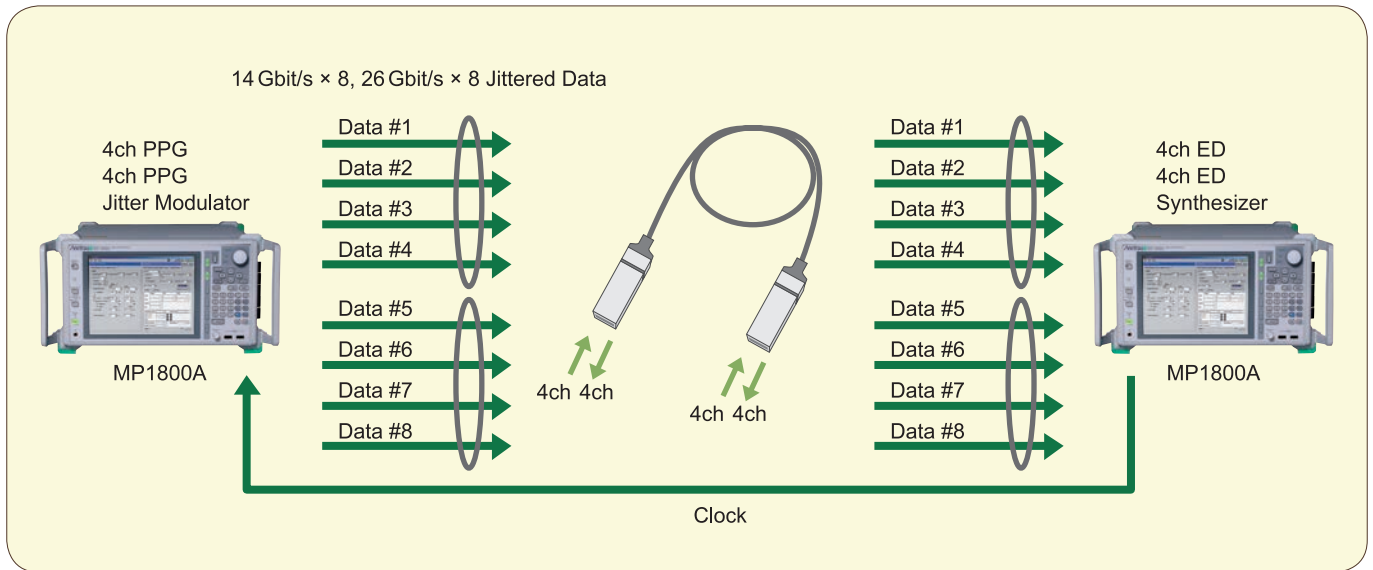 14 Gbit/s × 8, 26 Gbit/s × 8 Jittered Data
4ch PPG
4ch PPG
Jitter Modulator
MP1800A
Data #1
Data #2
Data #3
Data #4
Data #5
Data #6
Data #7
Data #8
4ch 4ch
4ch 4ch
Data #1
Data #2
Data #3
Data #4
Data #5
Data #6
Data #7
Data #8
4ch ED
4ch ED
Synthesizer
MP1800A
Clock